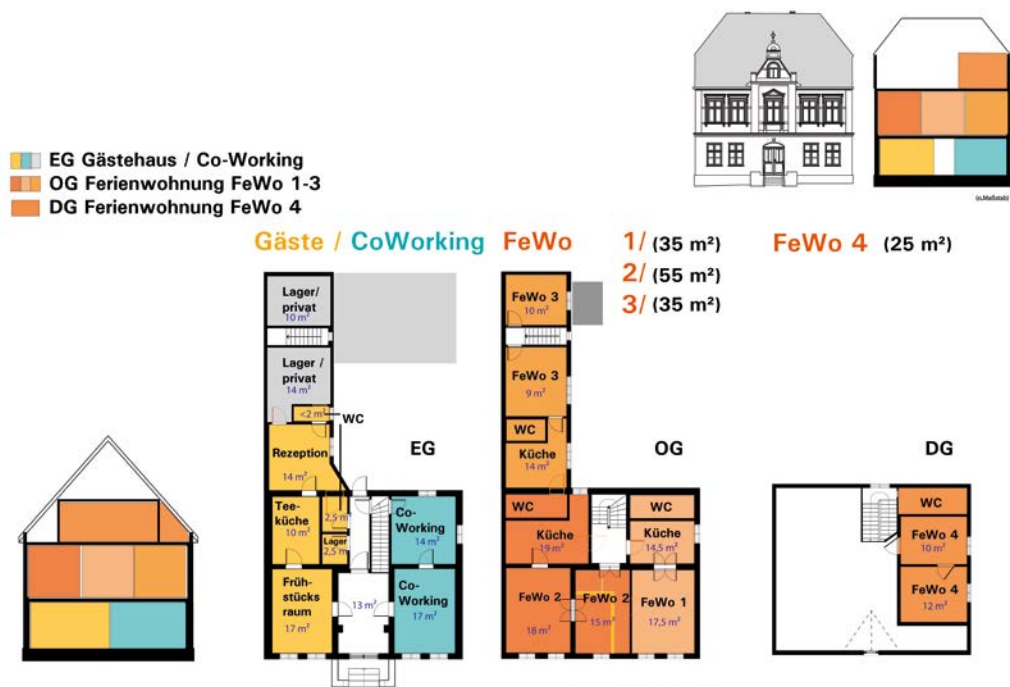 (o.Maßstab)
EG Gästehaus / Co-Working
OG Ferienwohnung FeWo 1-3
DG Ferienwohnung FeWo 4
Gäste / CoWorking
FeWo
1/ (35 m²)
2/ (55 m²)
3/ (35 m²)
FeWo 4 (25 m²)
Lager/
privat
10 m²
Lager /
privat
14 m²
<2 m²
WC
Rezeption
14 m²
EG
Tee-
küche
10 m²
2,5 m²
Lager
2,5 m
Co-
Working
14 m²
Früh-
stücks
raum
17 m²
13 m²
Co-
Working
17 m²
FeWo 3
10 m²
FeWo 3
9 m²
WC
Küche
14 m²
OG
WC
Küche
19 m²
WC
Küche
14,5 m²
FeWo 2
18 m²
FeWo 2
15 m²
FeWo 1
17,5 m²
DG
WC
FeWo 4
10 m²
FeWo 4
12 m²